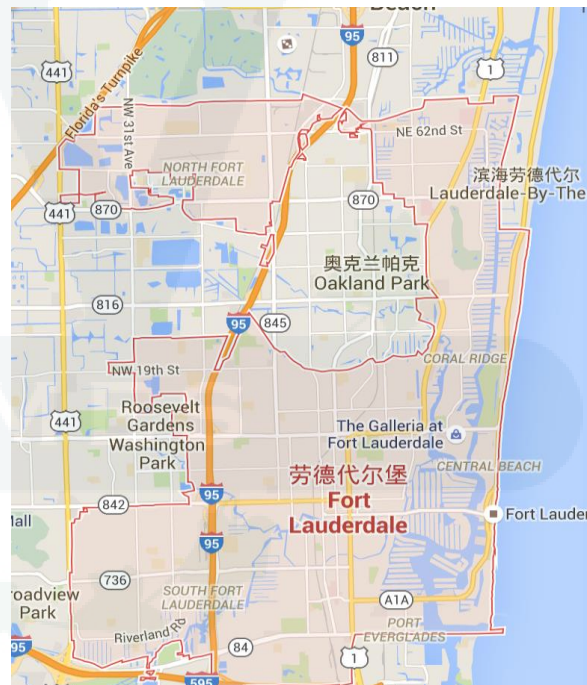 Beach
95
811
441
1
Florida's Turnpike
NW 31st Ave
NE 62nd St
NORTH FORT
LAUDERDALE
滨海劳德代尔
Lauderdale-By-The
441
870
870
奥克兰帕克
Oakland Park
816
95
845
CORAL RIDGE
NW 19th St
Roosevelt
Gardens
Washington
Park
441
The Galleria at
Fort Lauderdale
CENTRAL BEACH
劳德代尔堡
Fort
Lauderdale
842
95
Mall
Fort Lauder
95
736
roadview
Park
SOUTH FORT
LAUDERDALE
A1A
PORT
EVERGLADES
Riverland Rd
84
95
1
595